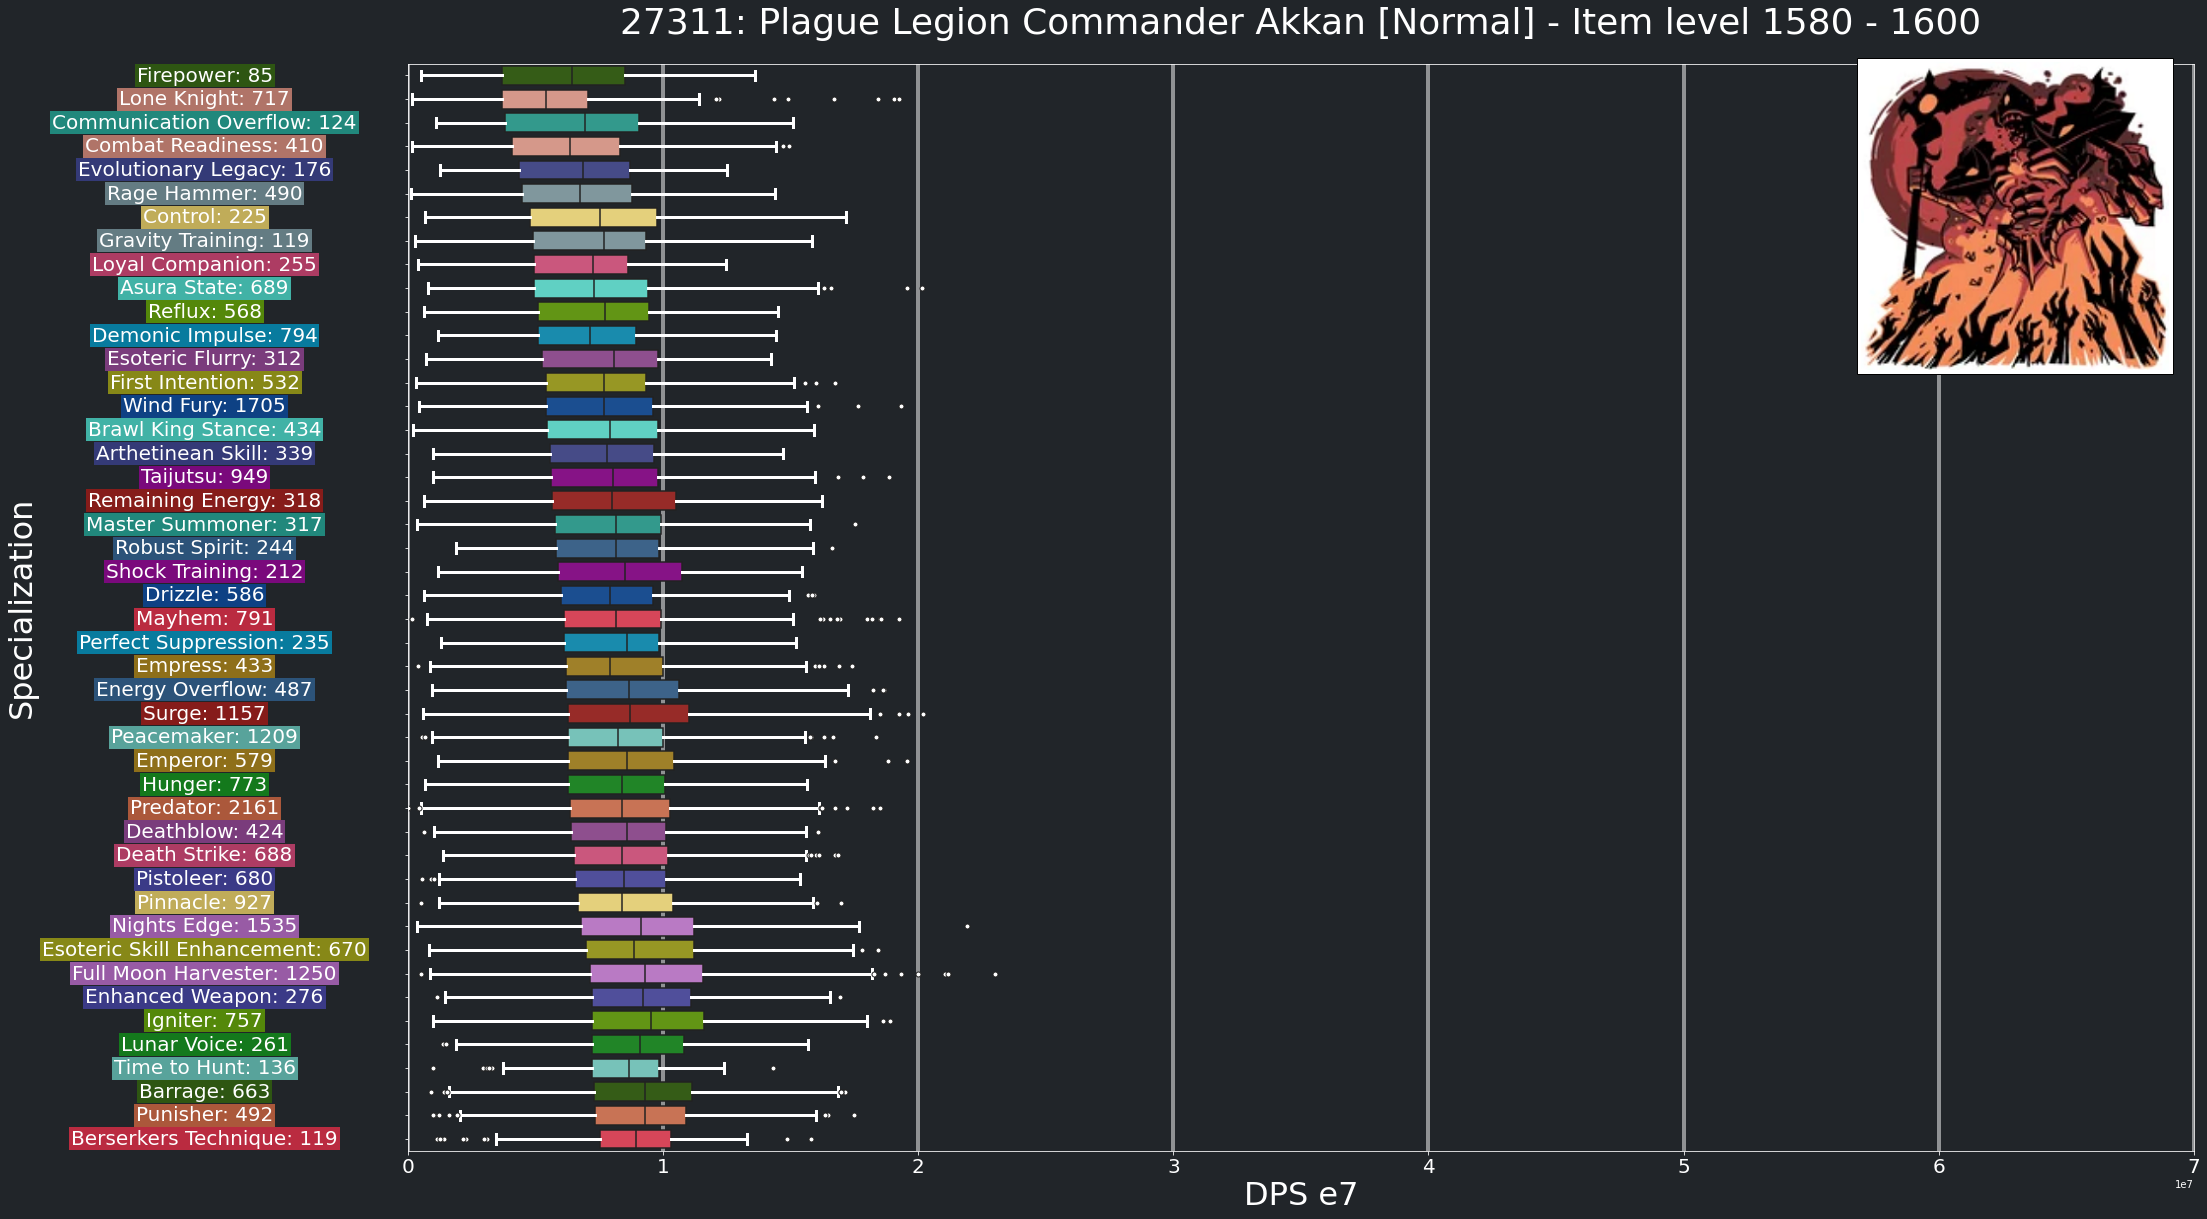 27311: Plague Legion Commander Akkan [Normal] - Item level 1580 - 1600
Specialization
Firepower: 85
Lone Knight: 717
Communication Overflow: 124
Combat Readiness: 410
Evolutionary Legacy: 176
Rage Hammer: 490
Control: 225
Gravity Training: 119
Loyal Companion: 255
Asura State: 689
Reflux: 568
Demonic Impulse: 794
Esoteric Flurry: 312
First Intention: 532
Wind Fury: 1705
Brawl King Stance: 434
Arthetinean Skill: 339
Taijutsu: 949
Remaining Energy: 318
Master Summoner: 317
Robust Spirit: 244
Shock Training: 212
Drizzle: 586
Mayhem: 791
Perfect Suppression: 235
Empress: 433
Energy Overflow: 487
Surge: 1157
Peacemaker: 1209
Emperor: 579
Hunger: 773
Predator: 2161
Deathblow: 424
Death Strike: 688
Pistoleer: 680
Pinnacle: 927
Nights Edge: 1535
Esoteric Skill Enhancement: 670
Full Moon Harvester: 1250
Enhanced Weapon: 276
Igniter: 757
Lunar Voice: 261
Time to Hunt: 136
Barrage: 663
Punisher: 492
Berserkers Technique: 119
0 1 2 3 4 5 6 7
DPS e7
1e7